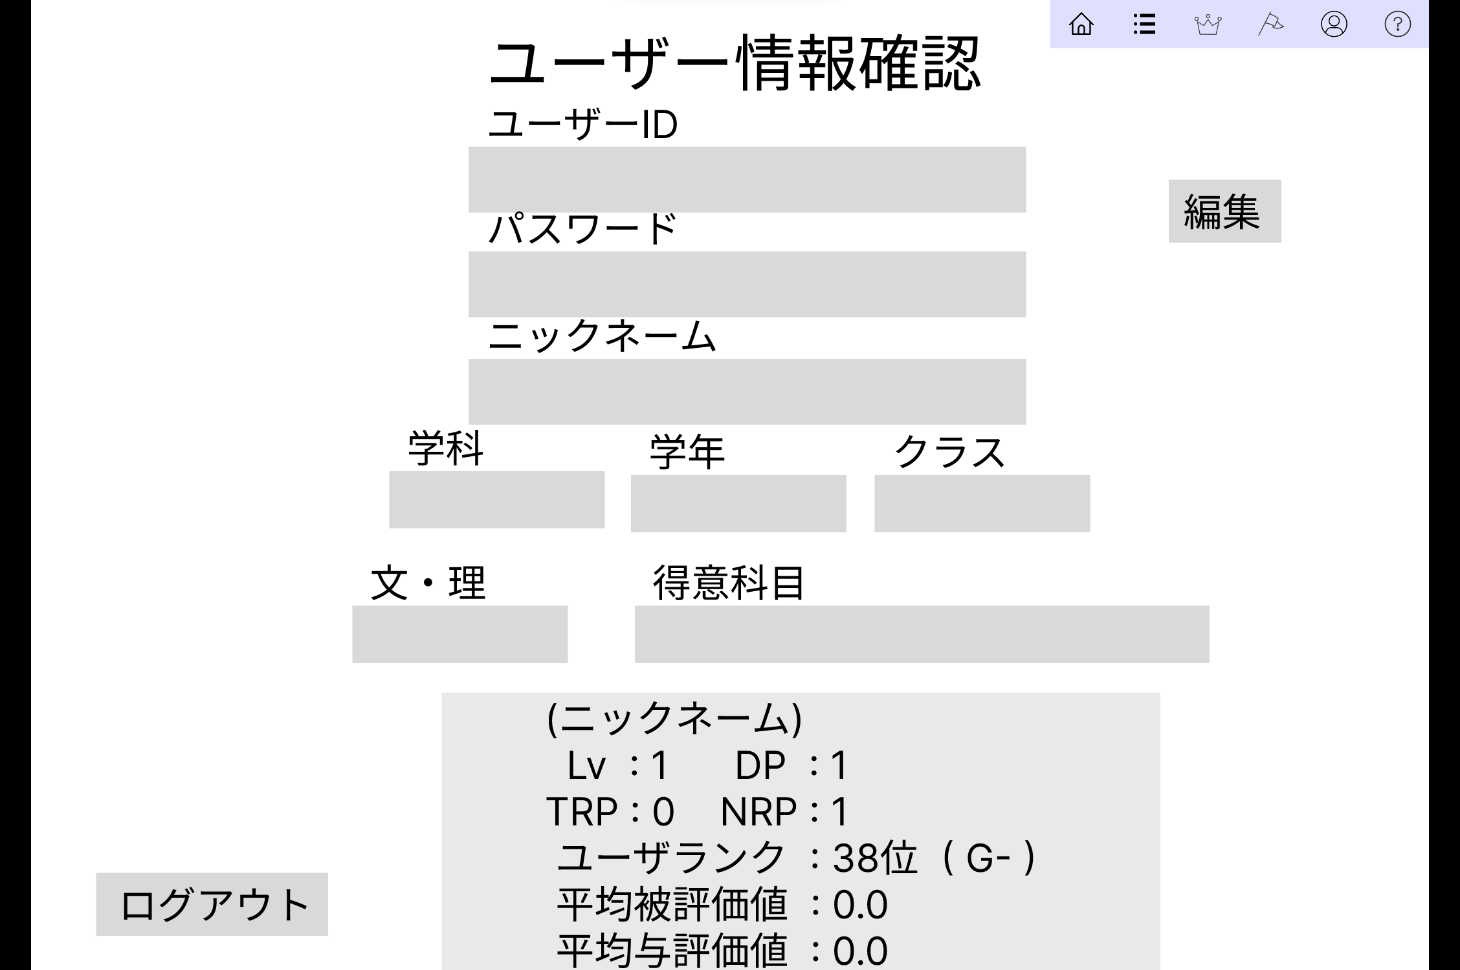 ユーザー情報確認
ユーザーID
パスワード
編集
ニックネーム
学科
学年
クラス
文・理
得意科目
(ニックネーム)
Lv : 1 DP : 1
TRP : 0 NRP : 1
ユーザランク : 38位 ( G- )
平均被評価値 : 0.0
平均与評価値 : 0.0
ログアウト